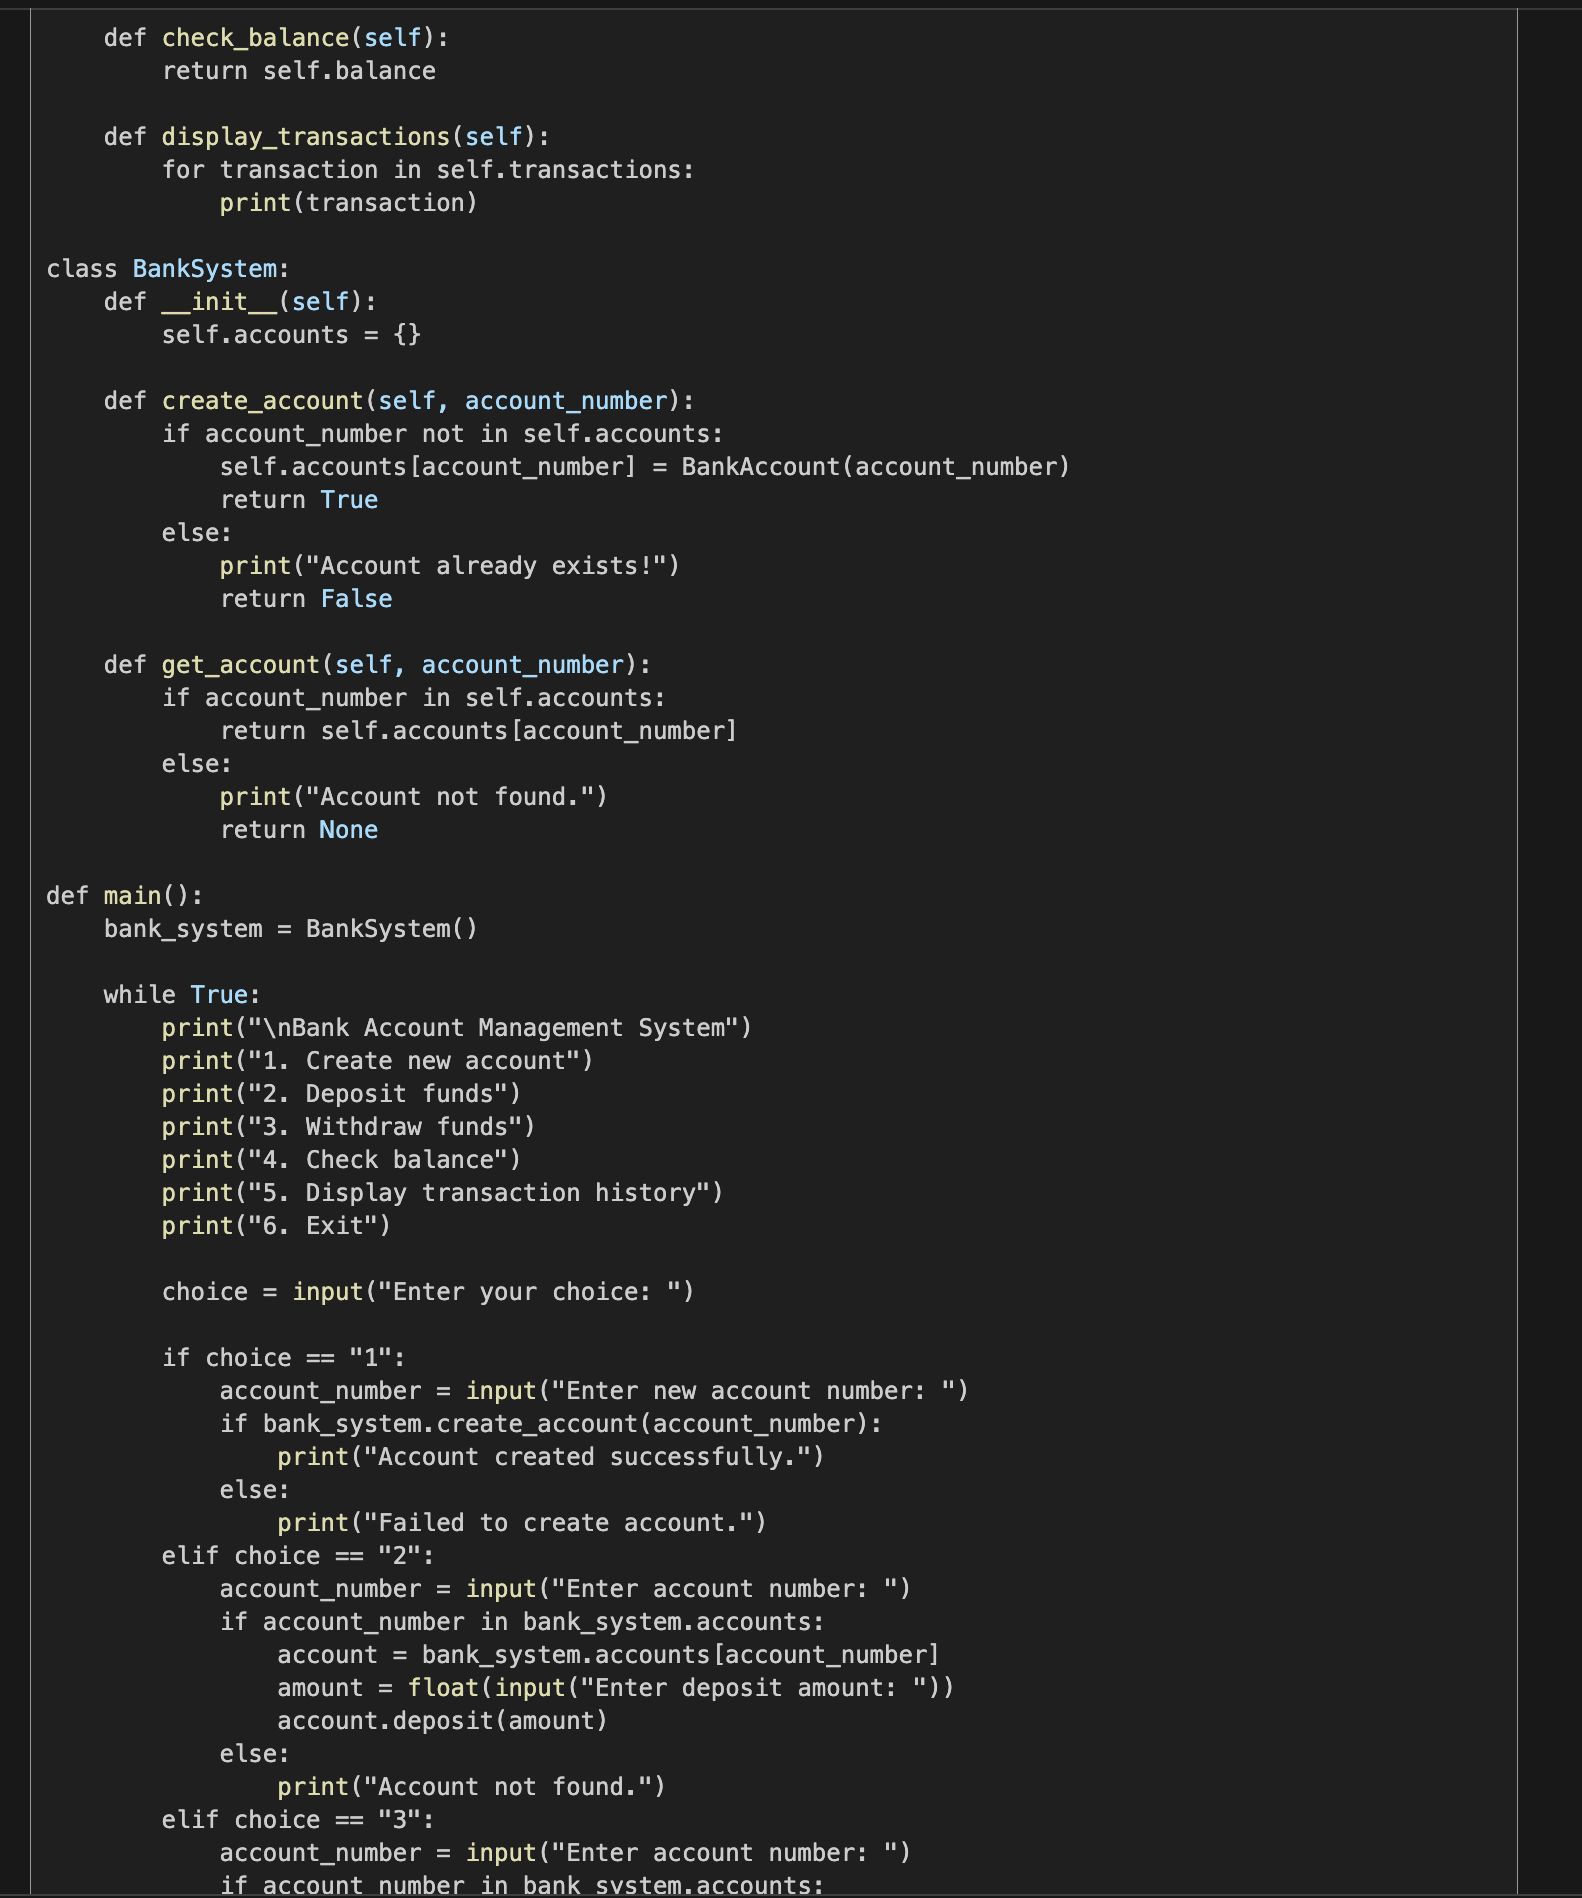 def check_balance(self):
        return self.balance

    def display_transactions(self):
        for transaction in self.transactions:
            print(transaction)

class BankSystem:
    def __init__(self):
        self.accounts = {}

    def create_account(self, account_number):
        if account_number not in self.accounts:
            self.accounts[account_number] = BankAccount(account_number)
            return True
        else:
            print("Account already exists!")
            return False

    def get_account(self, account_number):
        if account_number in self.accounts:
            return self.accounts[account_number]
        else:
            print("Account not found.")
            return None

def main():
    bank_system = BankSystem()

    while True:
        print("\nBank Account Management System")
        print("1. Create new account")
        print("2. Deposit funds")
        print("3. Withdraw funds")
        print("4. Check balance")
        print("5. Display transaction history")
        print("6. Exit")

        choice = input("Enter your choice: ")

        if choice == "1":
            account_number = input("Enter new account number: ")
            if bank_system.create_account(account_number):
                print("Account created successfully.")
            else:
                print("Failed to create account.")
        elif choice == "2":
            account_number = input("Enter account number: ")
            if account_number in bank_system.accounts:
                account = bank_system.accounts[account_number]
                amount = float(input("Enter deposit amount: "))
                account.deposit(amount)
            else:
                print("Account not found.")
        elif choice == "3":
            account_number = input("Enter account number: ")
            if account_number in bank_system.accounts: